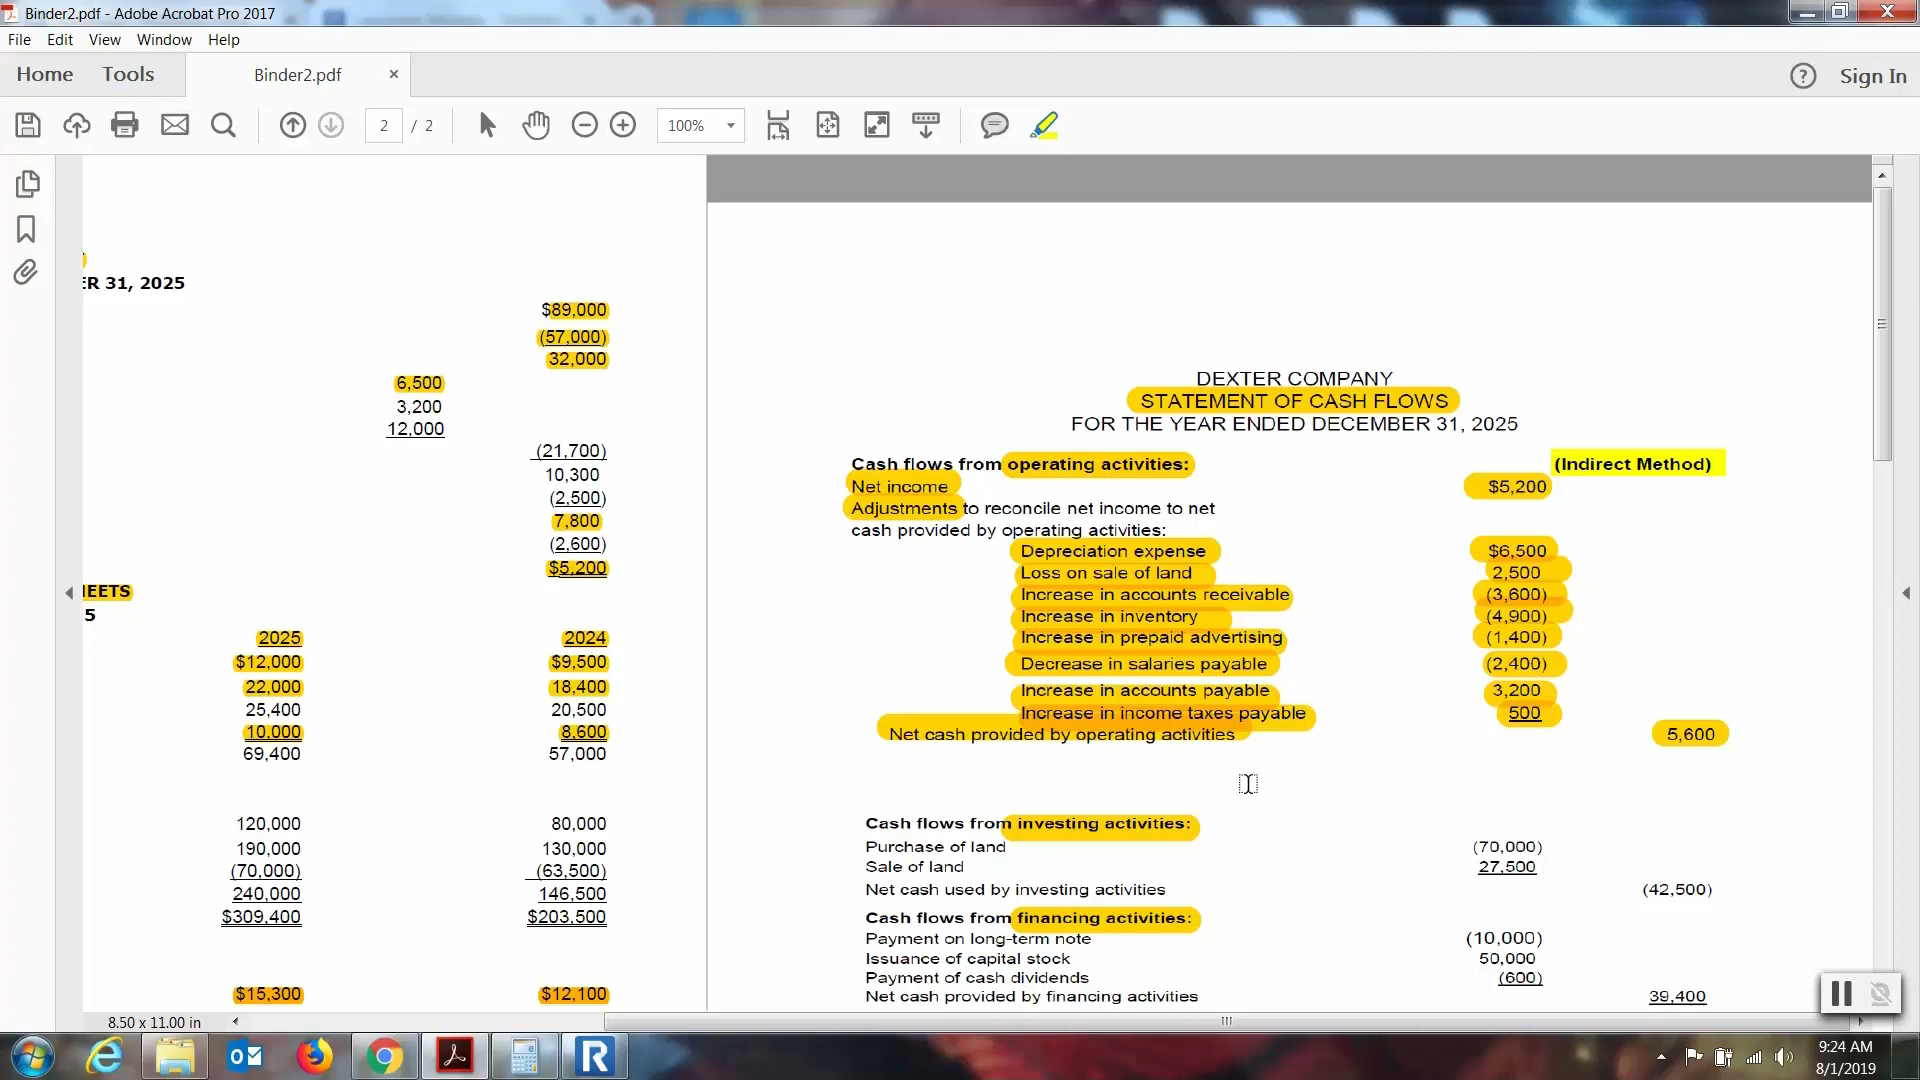 Binder2.pdf - Adobe Acrobat Pro 2017
File Edit View Window Help
Home Tools Binder2.pdf × ? Sign In
2 / 2 100%
ER 31, 2025
$89,000
(57,000)
32,000
6,500
3,200
12,000
(21,700)
10,300
(2,500)
7,800
(2,600)
$5,200
EETS
5
2025 2024
$12,000 $9,500
22,000 18,400
25,400 20,500
10,000 8,600
69,400 57,000
120,000 80,000
190,000 130,000
(70,000) (63,500)
240,000 146,500
$309,400 $203,500
$15,300 $12,100
8.50 x 11.00 in
DEXTER COMPANY
STATEMENT OF CASH FLOWS
FOR THE YEAR ENDED DECEMBER 31, 2025
Cash flows from operating activities: (Indirect Method)
Net income $5,200
Adjustments to reconcile net income to net
cash provided by operating activities:
Depreciation expense $6,500
Loss on sale of land 2,500
Increase in accounts receivable (3,600)
Increase in inventory (4,900)
Increase in prepaid advertising (1,400)
Decrease in salaries payable (2,400)
Increase in accounts payable 3,200
Increase in income taxes payable 500
Net cash provided by operating activities 5,600
Cash flows from investing activities:
Purchase of land (70,000)
Sale of land 27,500
Net cash used by investing activities (42,500)
Cash flows from financing activities:
Payment on long-term note (10,000)
Issuance of capital stock 50,000
Payment of cash dividends (600)
Net cash provided by financing activities 39,400
9:24 AM
8/1/2019